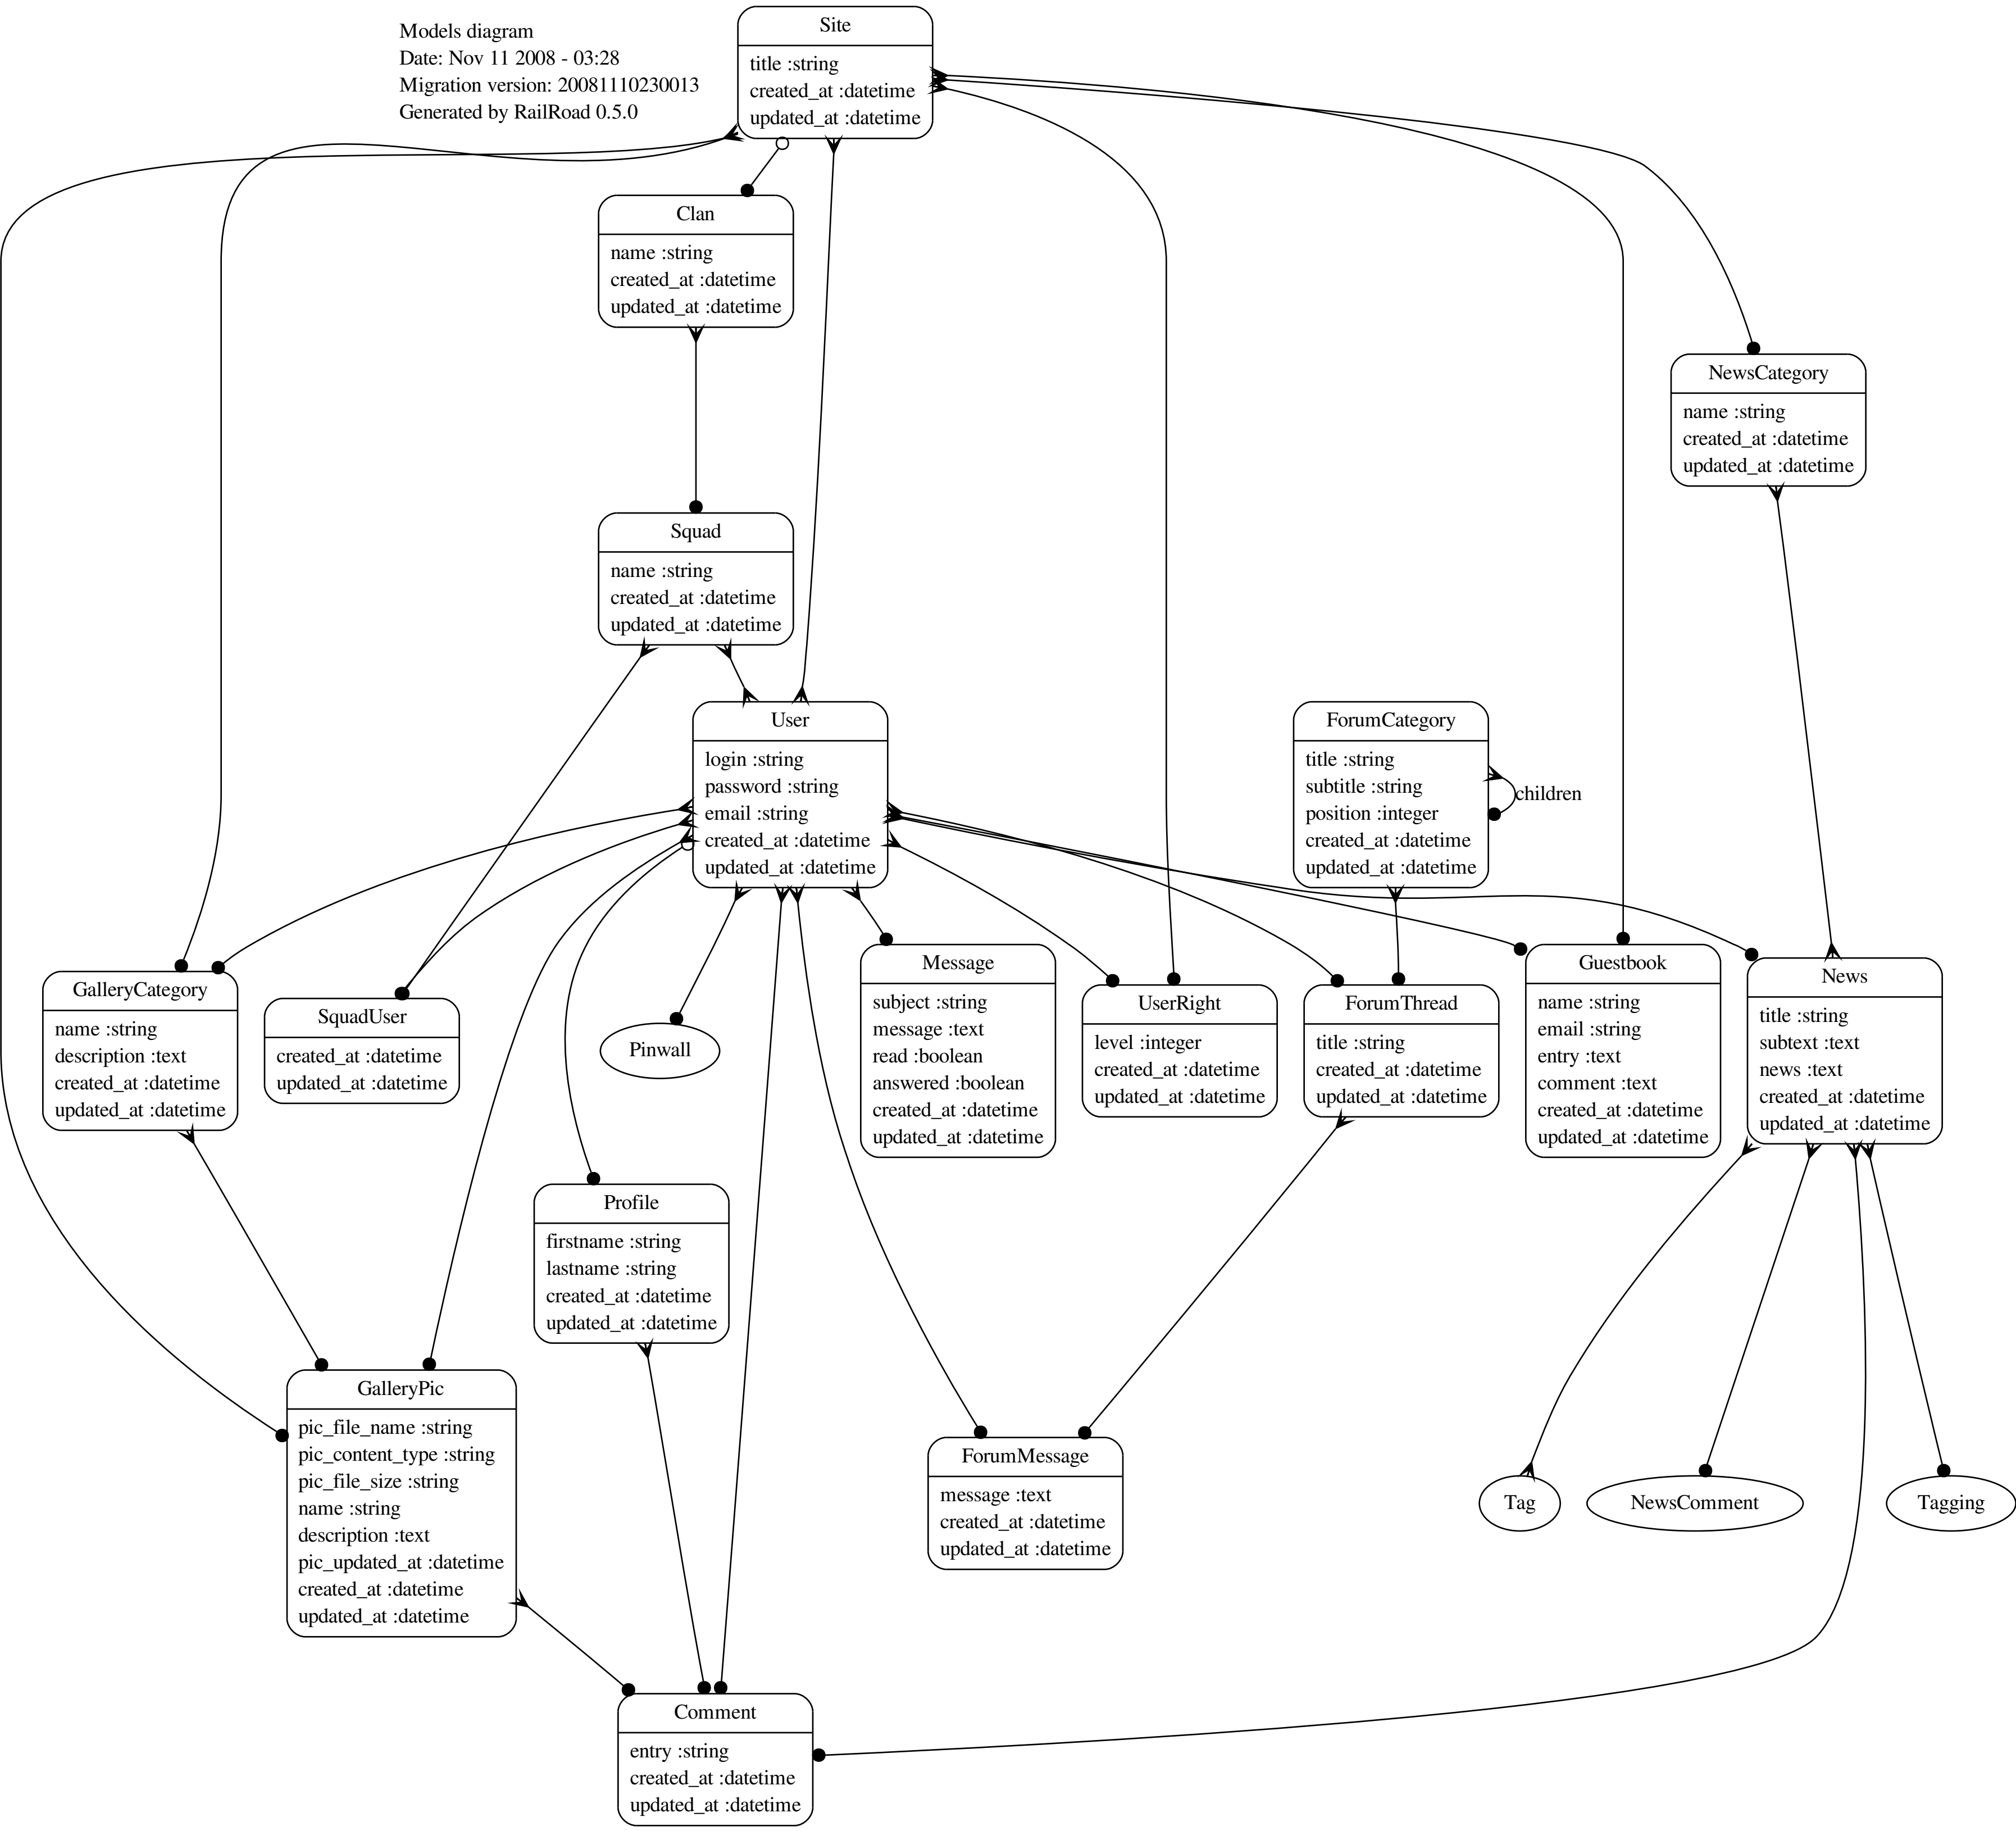 Models diagram
Date: Nov 11 2008 - 03:28
Migration version: 20081110230013
Generated by RailRoad 0.5.0
Site
title :string
created_at :datetime
updated_at :datetime
Clan
name :string
created_at :datetime
updated_at :datetime
NewsCategory
name :string
created_at :datetime
updated_at :datetime
Squad
name :string
created_at :datetime
updated_at :datetime
User
login :string
password :string
email :string
created_at :datetime
updated_at :datetime
ForumCategory
title :string
subtitle :string
position :integer
created_at :datetime
updated_at :datetime
children
GalleryCategory
name :string
description :text
created_at :datetime
updated_at :datetime
SquadUser
created_at :datetime
updated_at :datetime
Pinwall
Message
subject :string
message :text
read :boolean
answered :boolean
created_at :datetime
updated_at :datetime
UserRight
level :integer
created_at :datetime
updated_at :datetime
ForumThread
title :string
created_at :datetime
updated_at :datetime
Guestbook
name :string
email :string
entry :text
comment :text
created_at :datetime
updated_at :datetime
News
title :string
subtext :text
news :text
created_at :datetime
updated_at :datetime
Profile
firstname :string
lastname :string
created_at :datetime
updated_at :datetime
GalleryPic
pic_file_name :string
pic_content_type :string
pic_file_size :string
name :string
description :text
pic_updated_at :datetime
created_at :datetime
updated_at :datetime
ForumMessage
message :text
created_at :datetime
updated_at :datetime
Tag
NewsComment
Tagging
Comment
entry :string
created_at :datetime
updated_at :datetime